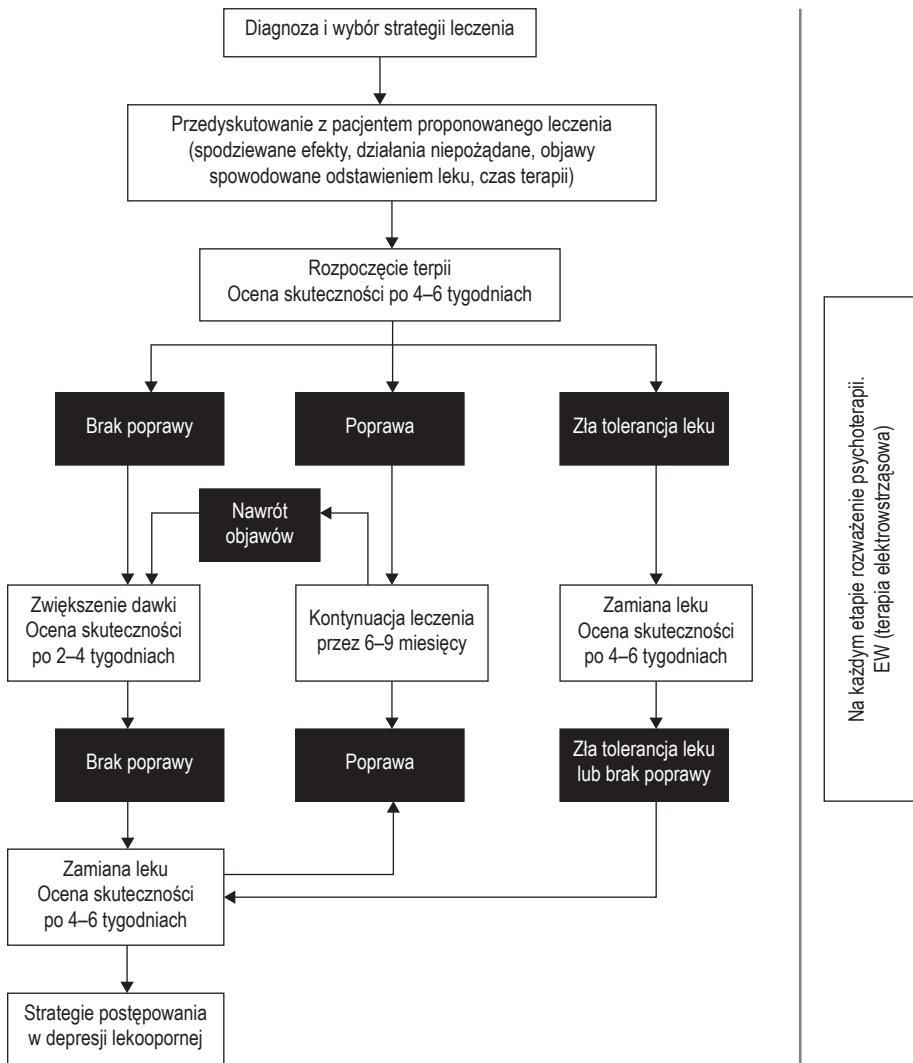 Diagnoza i wybór strategii leczenia
Przedyskutowanie z pacjentem proponowanego leczenia
(spodziewane efekty, działania niepożądane, objawy
spowodowane odstawieniem leku, czas terapii)
Rozpoczęcie terpii
Ocena skuteczności po 4–6 tygodniach
Brak poprawy
Poprawa
Zła tolerancja leku
Nawrót
objawów
Zwiększenie dawki
Ocena skuteczności
po 2–4 tygodniach
Kontynuacja leczenia
przez 6–9 miesięcy
Zamiana leku
Ocena skuteczności
po 4–6 tygodniach
Brak poprawy
Poprawa
Zła tolerancja leku
lub brak poprawy
Zamiana leku
Ocena skuteczności
po 4–6 tygodniach
Strategie postępowania
w depresji lekoopornej
Na każdym etapie rozważenie psychoterapii.
EW (terapia elektrowstrząsowa)